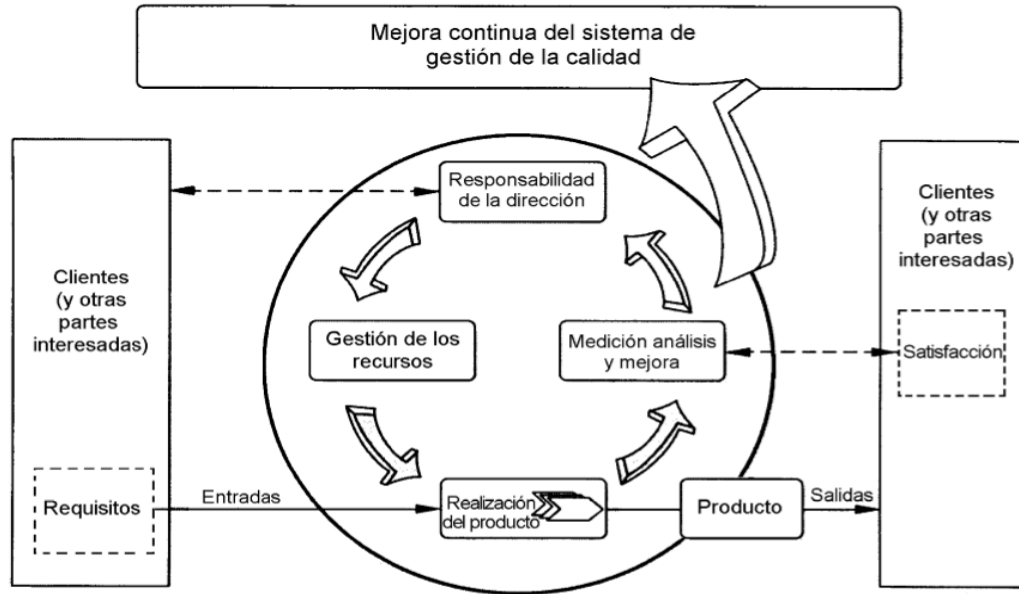 Mejora continua del sistema de
gestión de la calidad
Responsabilidad
de la dirección
Clientes
(y otras
partes
interesadas)
Clientes
(y otras
partes
interesadas)
Gestión de los
recursos
Medición análisis
y mejora
Satisfacción
Requisitos
Entradas
Realización
del producto
Producto
Salidas